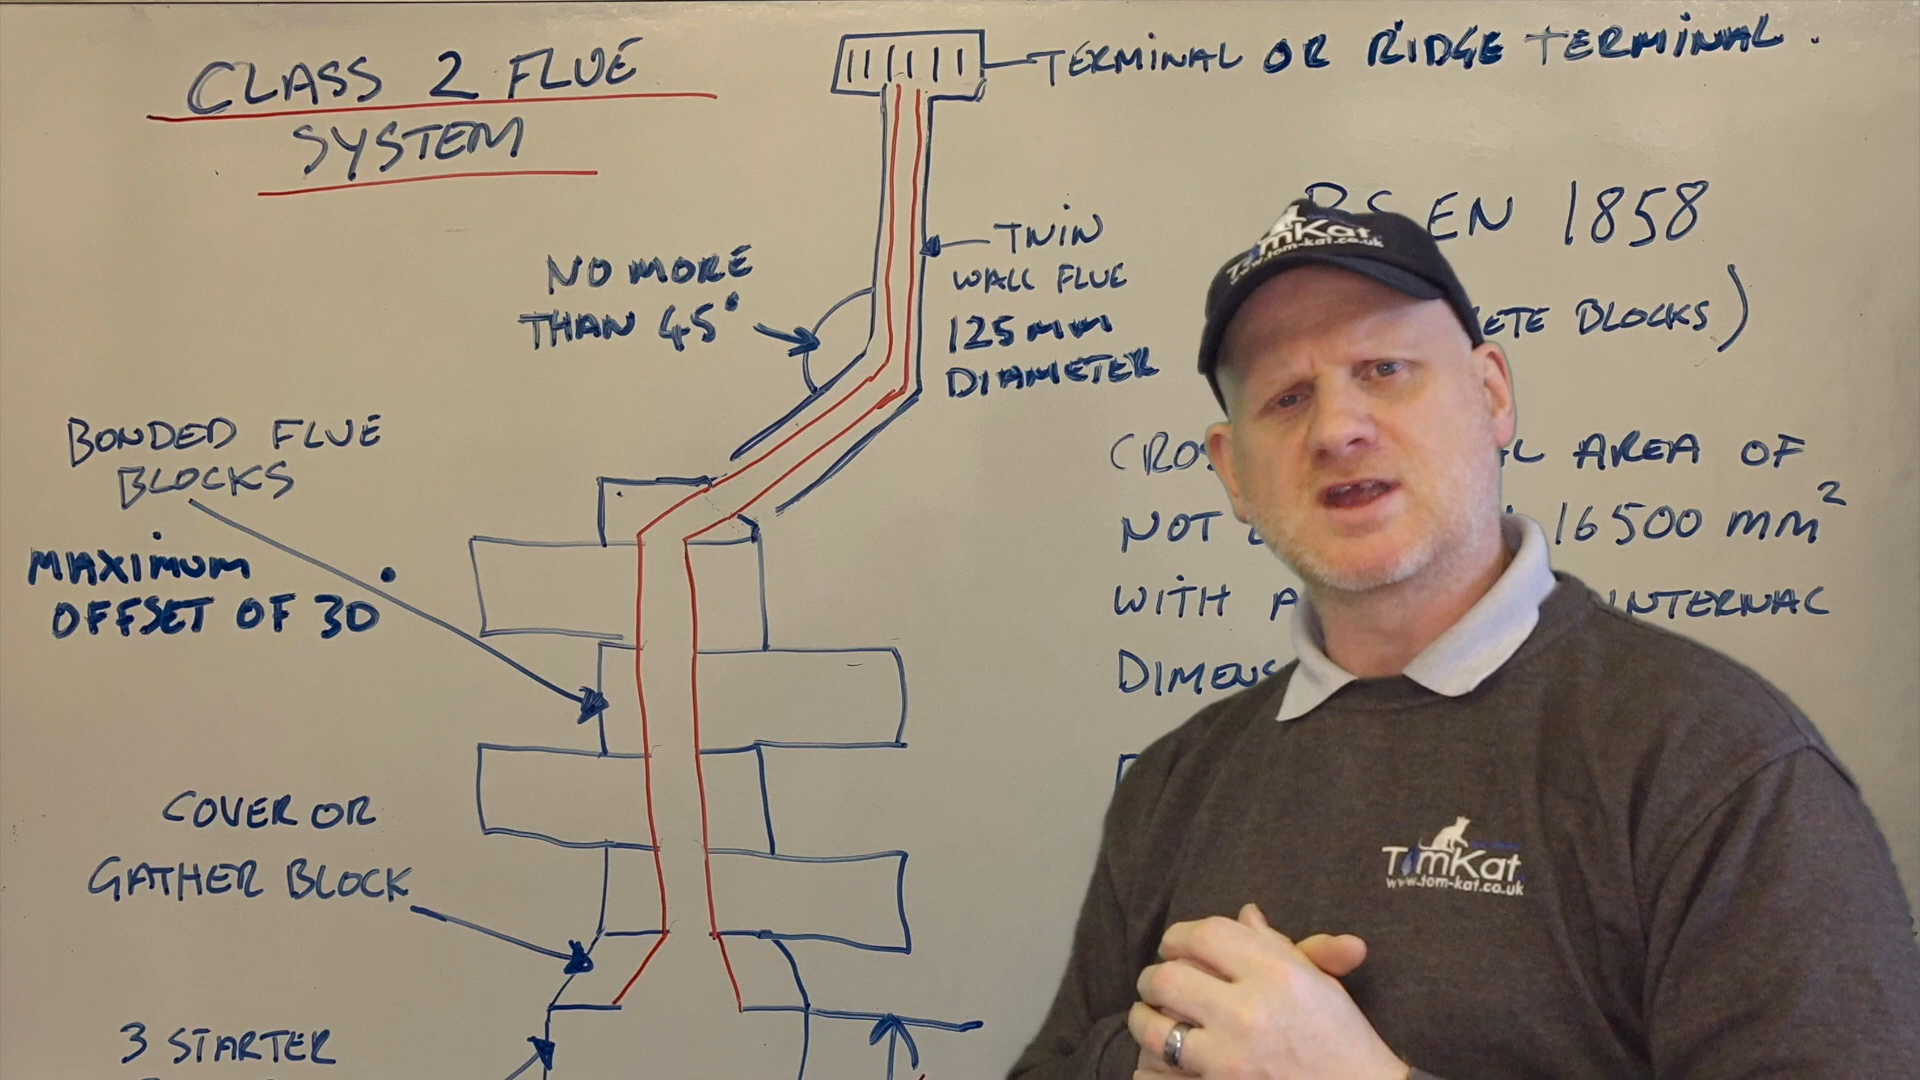 CLASS 2 FLUE
SYSTEM
TERMINAL OR RIDGE TERMINAL.
NO MORE
THAN 45°
TWIN
WALL FLUE
125MM
DIAMETER
BONDED FLUE
BLOCKS
MAXIMUM
OFFSET OF 30°
COVER OR
GATHER BLOCK
3 STARTER
EN 1858
BLOCKS)
AREA OF
NOT 16500 mm²
WITH INTERNAL
TomKat
www.tom-kat.co.uk
TomKat
www.tom-kat.co.uk